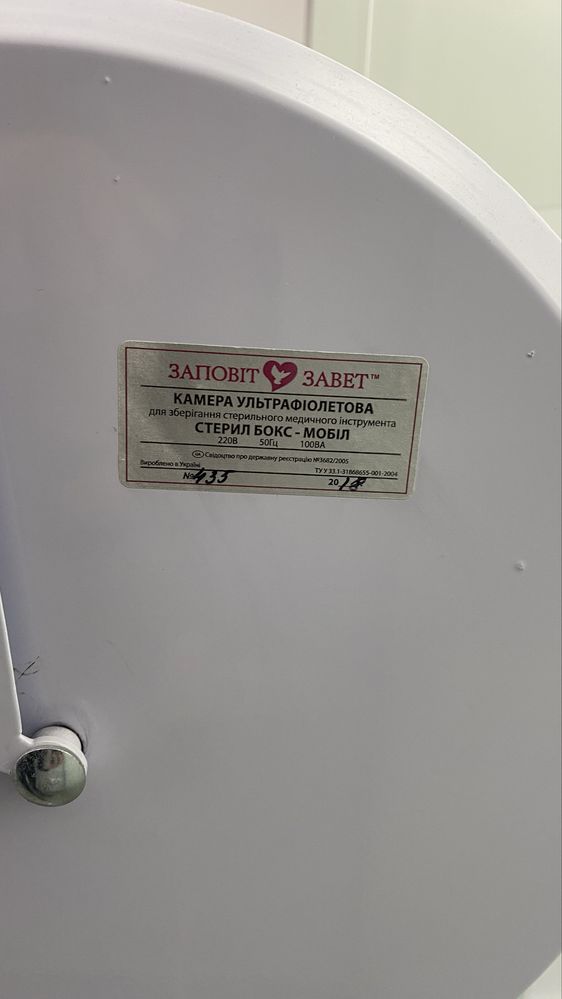 ЗАПОВІТ ЗАВЕТ™
КАМЕРА УЛЬТРАФІОЛЕТОВА
для зберігання стерильного медичного інструмента
СТЕРИЛ БОКС - МОБІЛ
220В 50Гц 100ВА
Свідоцтво про державну реєстрацію №3682/2005
Вироблено в Україні ТУ У 33.1-31868655-001-2004
№435 2018